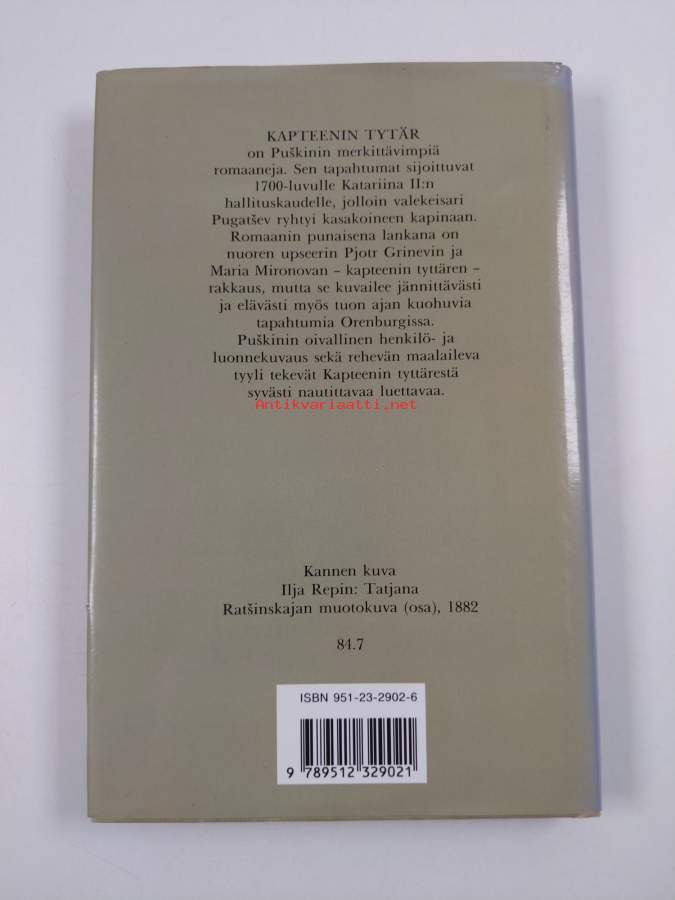 KAPTEENIN TYTÄR
on Puškinin merkittävimpiä
romaaneja. Sen tapahtumat sijoittuvat
1700-luvulle Katariina II:n
hallituskaudelle, jolloin valekeisari
Pugatšev ryhtyi kasakoineen kapinaan.
Romaanin punaisena lankana on
nuoren upseerin Pjotr Grinevin ja
Maria Mironovan – kapteenin tyttären –
rakkaus, mutta se kuvailee jännittävästi
ja elävästi myös tuon ajan kuohuvia
tapahtumia Orenburgissa.
Puškinin oivallinen henkilö- ja
luonnekuvaus sekä rehevän maalaileva
tyyli tekevät Kapteenin tyttärestä
syvästi nautittavaa luettavaa.
Antikvariaatti.net
Kannen kuva
Ilja Repin: Tatjana
Ratšinskajan muotokuva (osa), 1882
84.7
ISBN 951-23-2902-6
9 789512 329021